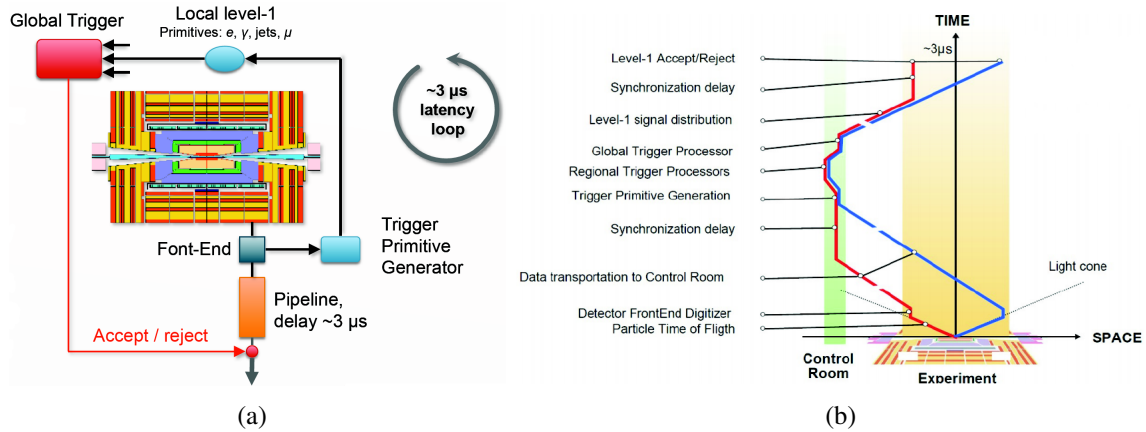 Global Trigger
Local level-1
Primitives: e, γ, jets, μ
~3 μs
latency
loop
Font-End
Trigger
Primitive
Generator
Pipeline,
delay ~3 μs
Accept / reject
(a)
TIME
~3μs
Level-1 Accept/Reject
Synchronization delay
Level-1 signal distribution
Global Trigger Processor
Regional Trigger Processors
Trigger Primitive Generation
Synchronization delay
Data transportation to Control Room
Light cone
Detector FrontEnd Digitizer
Particle Time of Fligth
SPACE
Control
Room
Experiment
(b)